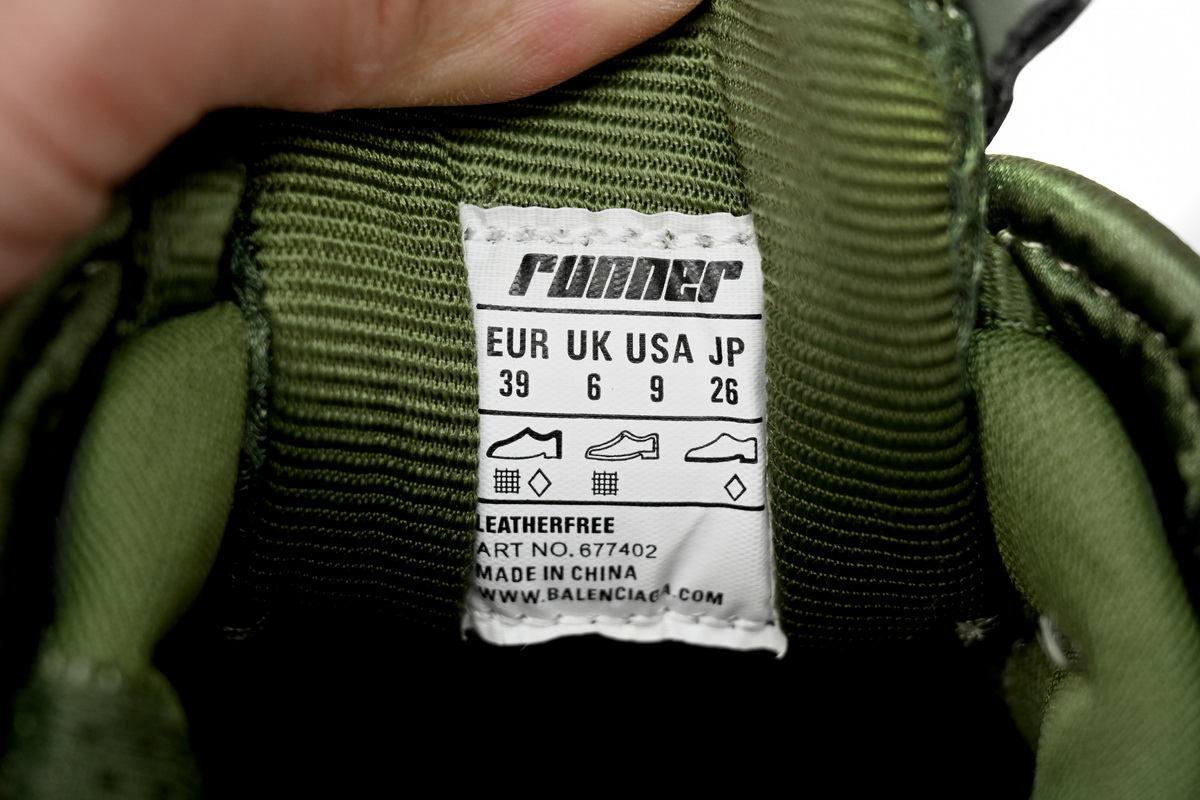 runner
EUR UK USA JP
39 6 9 26
LEATHERFREE
ART NO. 677402
MADE IN CHINA
WWW.BALENCIAGA.COM